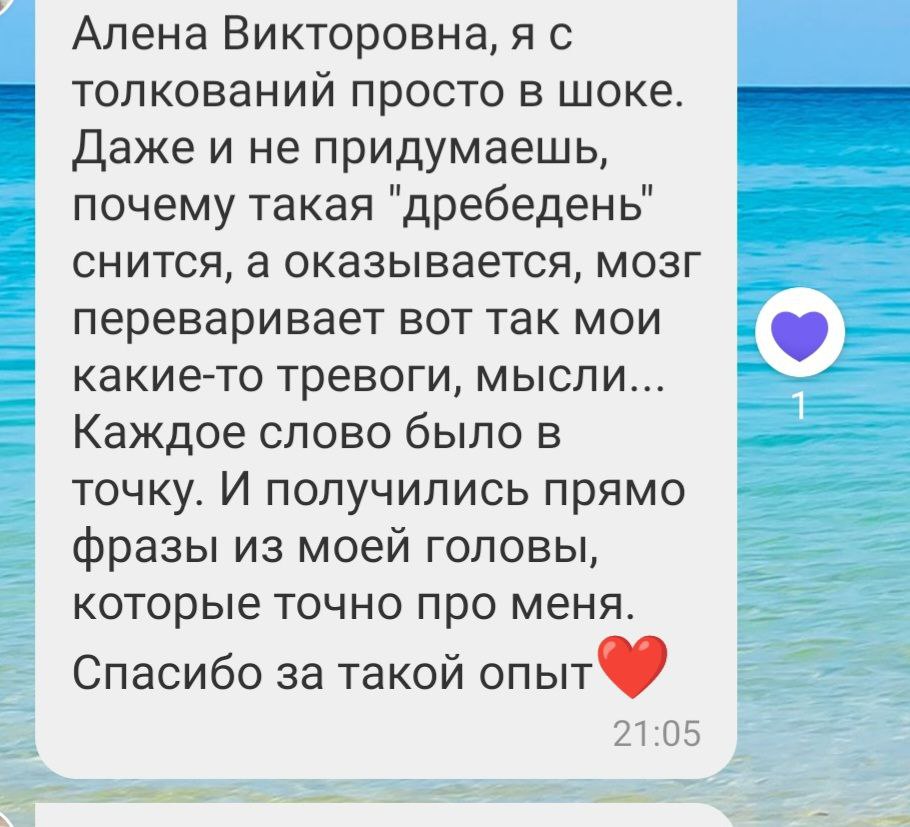 Алена Викторовна, я с
толкований просто в шоке.
Даже и не придумаешь,
почему такая "дребедень"
снится, а оказывается, мозг
переваривает вот так мои
какие-то тревоги, мысли...
Каждое слово было в
точку. И получились прямо
фразы из моей головы,
которые точно про меня.
Спасибо за такой опыт❤️
21:05
1